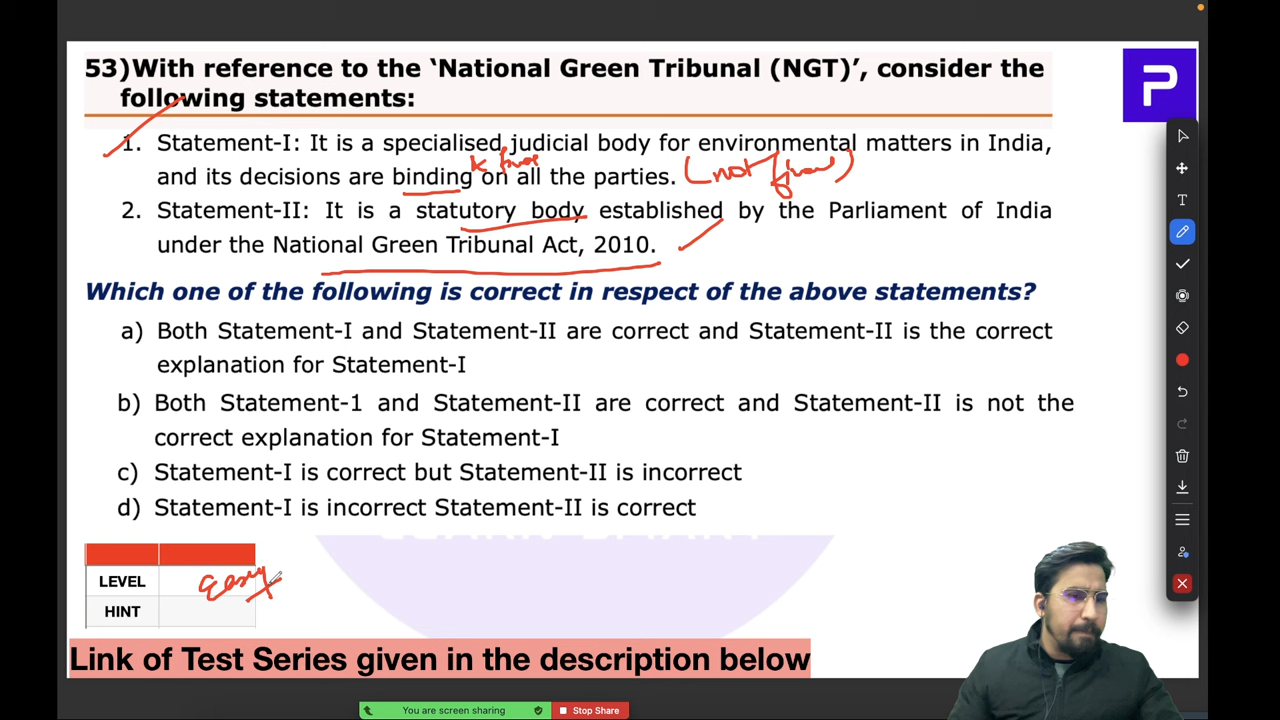 53)With reference to the ‘National Green Tribunal (NGT)’, consider the
following statements:
1. Statement-I: It is a specialised judicial body for environmental matters in India,
and its decisions are binding on all the parties. (not final)
2. Statement-II: It is a statutory body established by the Parliament of India
under the National Green Tribunal Act, 2010.
Which one of the following is correct in respect of the above statements?
a) Both Statement-I and Statement-II are correct and Statement-II is the correct
explanation for Statement-I
b) Both Statement-1 and Statement-II are correct and Statement-II is not the
correct explanation for Statement-I
c) Statement-I is correct but Statement-II is incorrect
d) Statement-I is incorrect Statement-II is correct
LEVEL Easy
HINT
Link of Test Series given in the description below
P
T
You are screen sharing
Stop Share